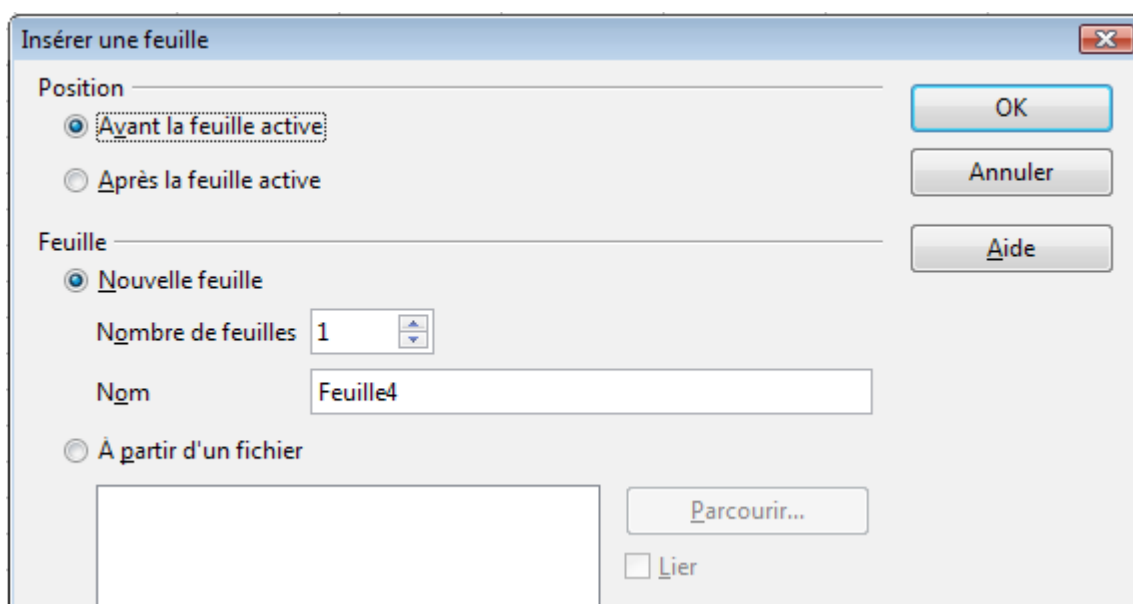 Insérer une feuille
Position
Avant la feuille active
OK
Après la feuille active
Annuler
Feuille
Aide
Nouvelle feuille
Nombre de feuilles 1
Nom Feuille4
À partir d'un fichier
Parcourir...
Lier